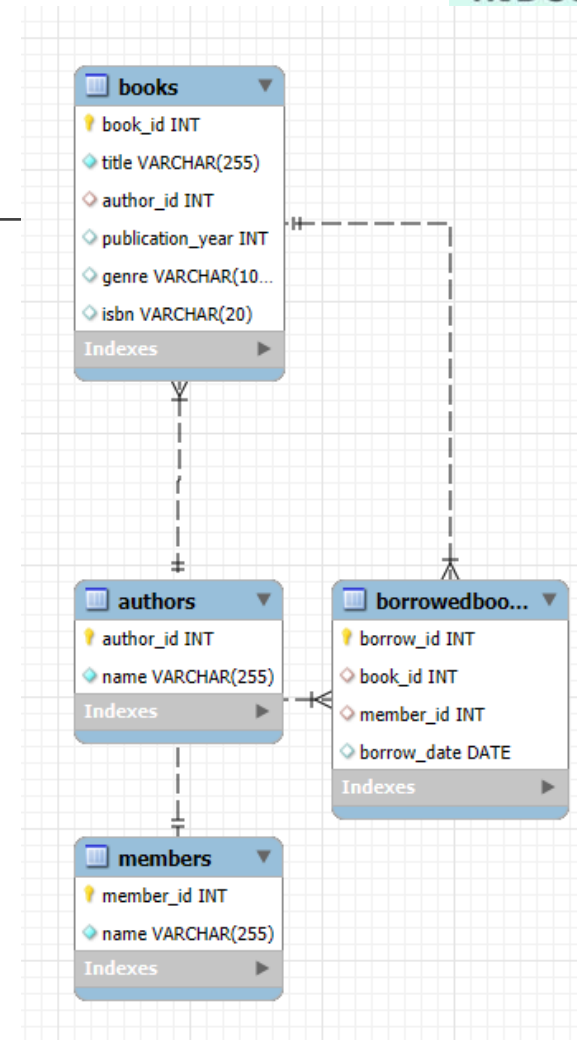 books
book_id INT
title VARCHAR(255)
author_id INT
publication_year INT
genre VARCHAR(10...
isbn VARCHAR(20)
Indexes
authors
author_id INT
name VARCHAR(255)
Indexes
borrowedboo...
borrow_id INT
book_id INT
member_id INT
borrow_date DATE
Indexes
members
member_id INT
name VARCHAR(255)
Indexes